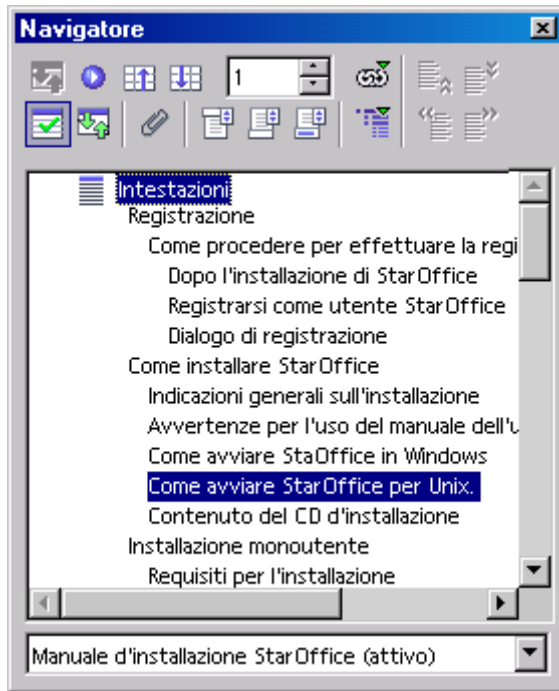 Navigatore
1
Intestazioni
Registrazione
Come procedere per effettuare la regi
Dopo l'installazione di StarOffice
Registrarsi come utente StarOffice
Dialogo di registrazione
Come installare StarOffice
Indicazioni generali sull'installazione
Avvertenze per l'uso del manuale dell'u
Come avviare StaOffice in Windows
Come avviare StarOffice per Unix.
Contenuto del CD d'installazione
Installazione monoutente
Requisiti per l'installazione
Manuale d'installazione StarOffice (attivo)